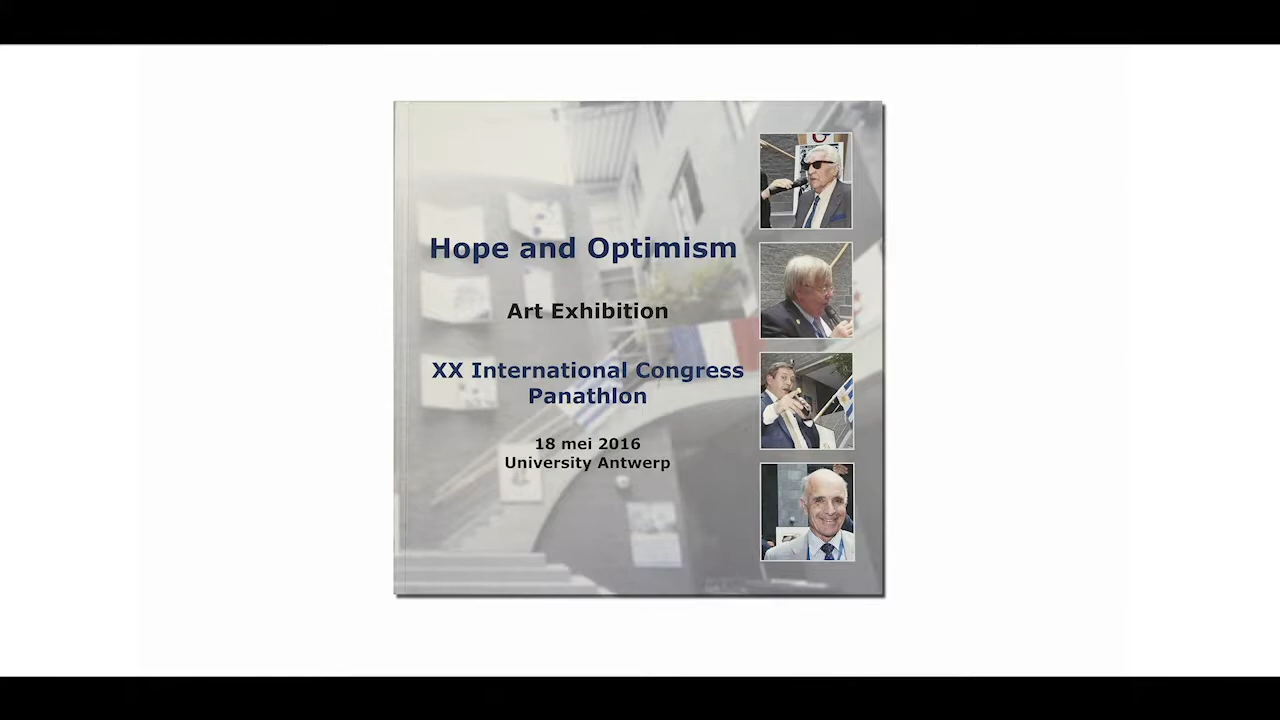 Hope and Optimism
Art Exhibition
XX International Congress
Panathlon
18 mei 2016
University Antwerp